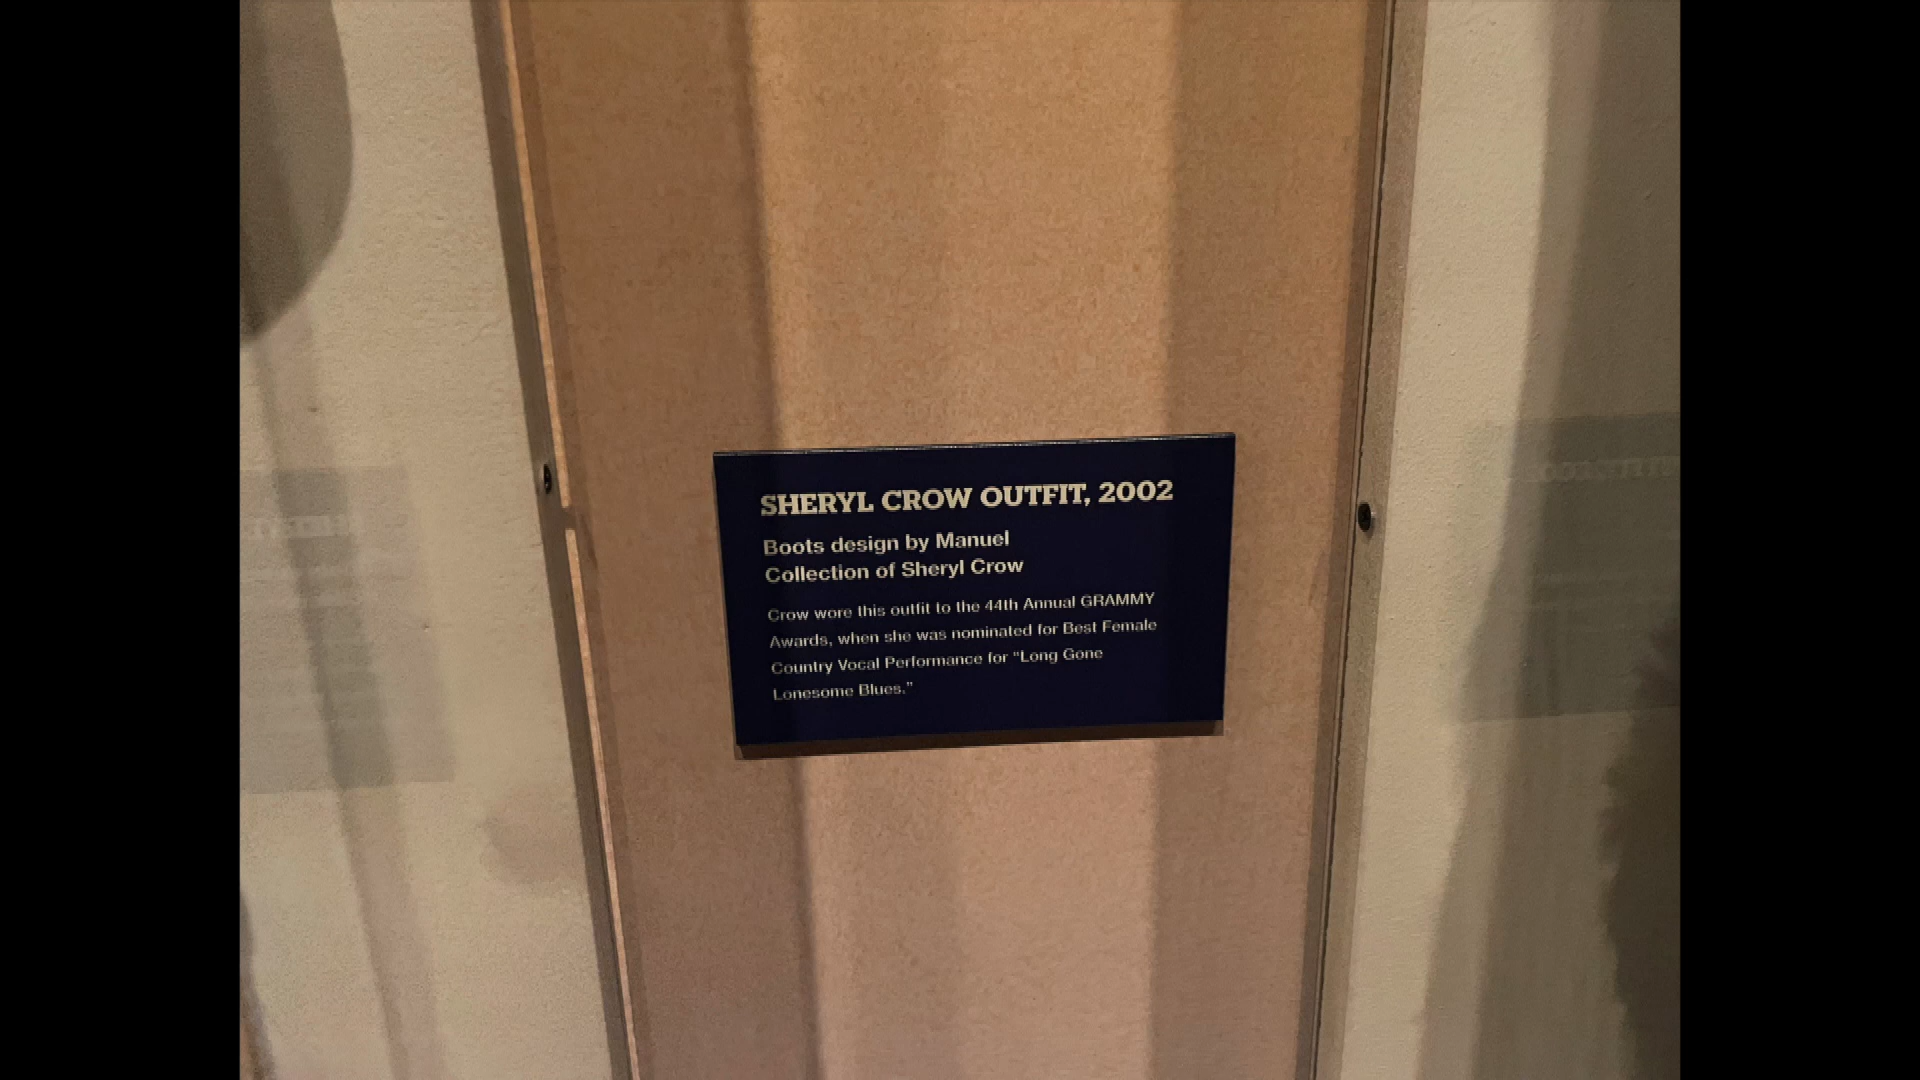 SHERYL CROW OUTFIT, 2002
Boots design by Manuel
Collection of Sheryl Crow
Crow wore this outfit to the 44th Annual GRAMMY
Awards, when she was nominated for Best Female
Country Vocal Performance for “Long Gone
Lonesome Blues.”